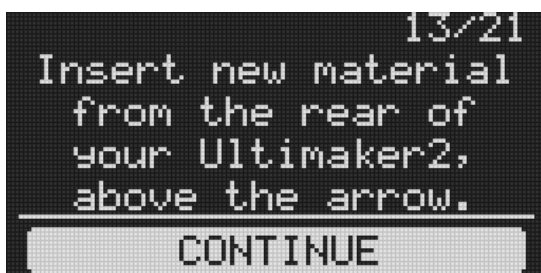 13/21
Insert new material
from the rear of
your Ultimaker2,
above the arrow.
CONTINUE